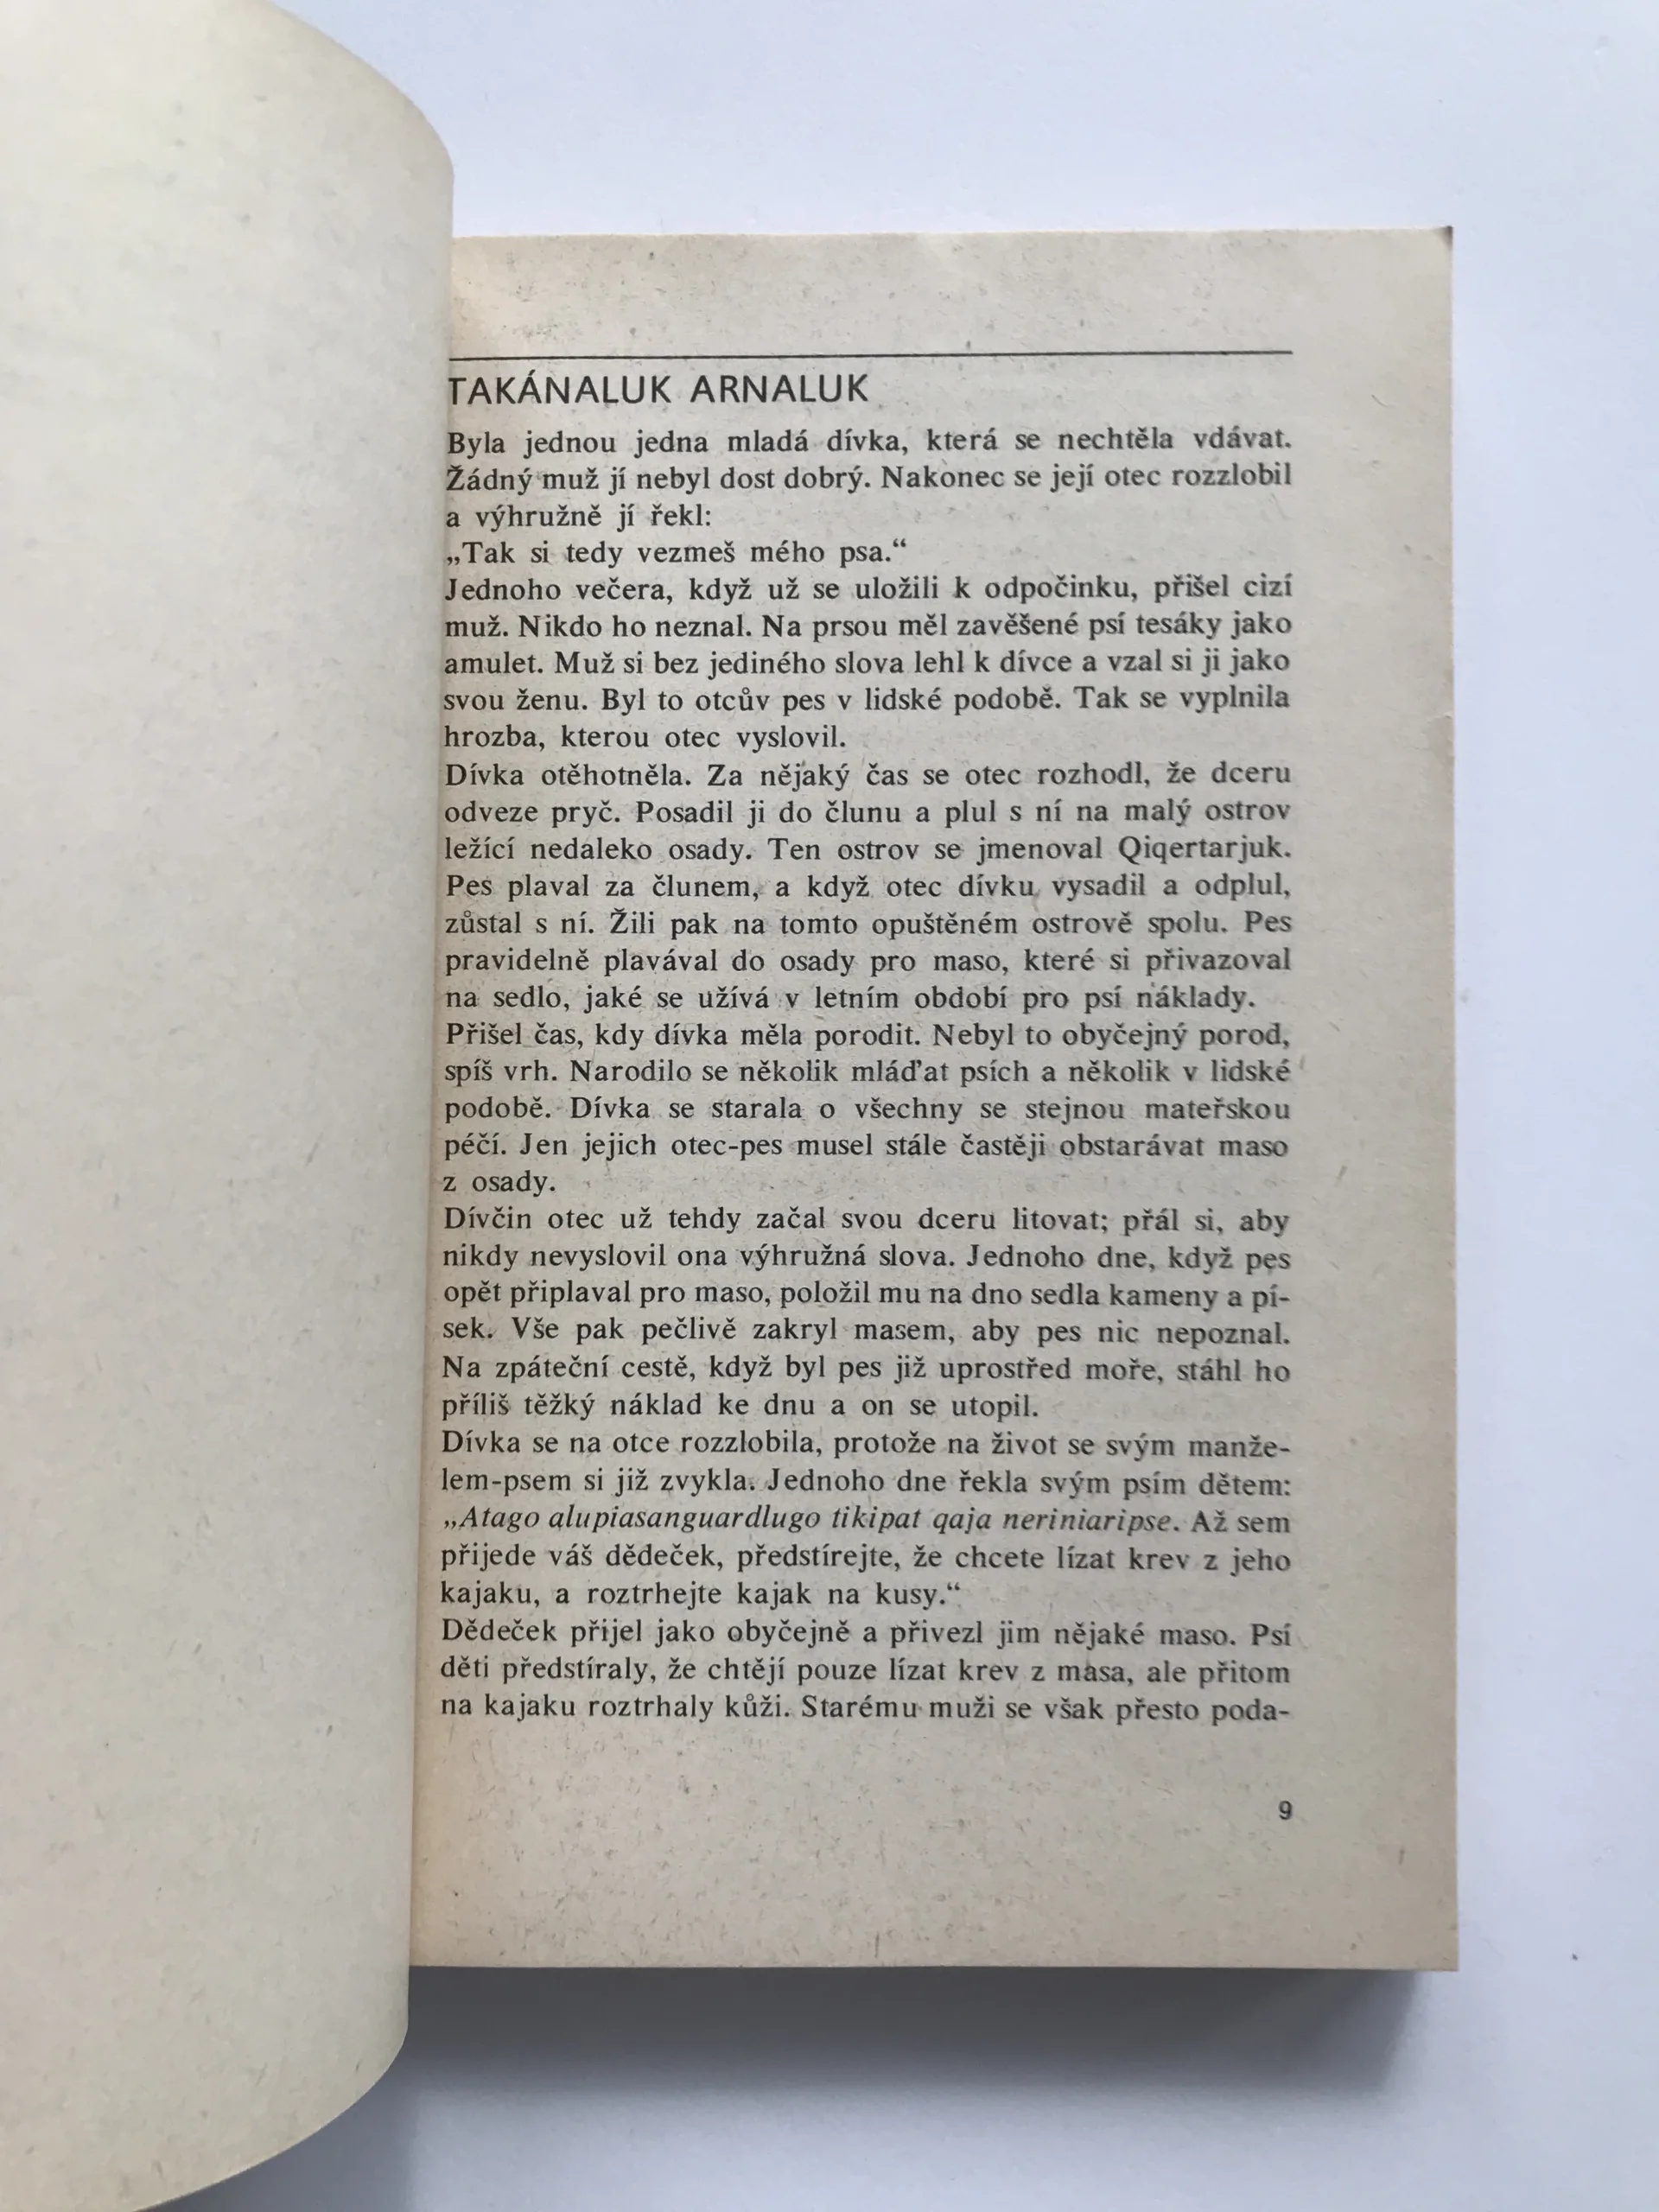 TAKÁNALUK ARNALUK
Byla jednou jedna mladá dívka, která se nechtěla vdávat.
Žádný muž jí nebyl dost dobrý. Nakonec se její otec rozzlobil
a výhružně jí řekl:
„Tak si tedy vezmeš mého psa.“
Jednoho večera, když už se uložili k odpočinku, přišel cizí
muž. Nikdo ho neznal. Na prsou měl zavěšené psí tesáky jako
amulet. Muž si bez jediného slova lehl k dívce a vzal si ji jako
svou ženu. Byl to otcův pes v lidské podobě. Tak se vyplnila
hrozba, kterou otec vyslovil.
Dívka otěhotněla. Za nějaký čas se otec rozhodl, že dceru
odveze pryč. Posadil ji do člunu a plul s ní na malý ostrov
ležící nedaleko osady. Ten ostrov se jmenoval Qiqertarjuk.
Pes plaval za člunem, a když otec dívku vysadil a odplul,
zůstal s ní. Žili pak na tomto opuštěném ostrově spolu. Pes
pravidelně plavával do osady pro maso, které si přivazoval
na sedlo, jaké se užívá v letním období pro psí náklady.
Přišel čas, kdy dívka měla porodit. Nebyl to obyčejný porod,
spíš vrh. Narodilo se několik mláďat psích a několik v lidské
podobě. Dívka se starala o všechny se stejnou mateřskou
péčí. Jen jejich otec-pes musel stále častěji obstarávat maso
z osady.
Dívčin otec už tehdy začal svou dceru litovat; přál si, aby
nikdy nevyslovil ona výhružná slova. Jednoho dne, když pes
opět připlaval pro maso, položil mu na dno sedla kameny a pí-
sek. Vše pak pečlivě zakryl masem, aby pes nic nepoznal.
Na zpáteční cestě, když byl pes již uprostřed moře, stáhl ho
příliš těžký náklad ke dnu a on se utopil.
Dívka se na otce rozzlobila, protože na život se svým manže-
lem-psem si již zvykla. Jednoho dne řekla svým psím dětem:
„Atago alupiasanguardlugo tikipat qaja neriniaripse. Až sem
přijede váš dědeček, předstírejte, že chcete lízat krev z jeho
kajaku, a roztrhejte kajak na kusy.“
Dědeček přijel jako obyčejně a přivezl jim nějaké maso. Psí
děti předstíraly, že chtějí pouze lízat krev z masa, ale přitom
na kajaku roztrhaly kůži. Starému muži se však přesto poda-
9